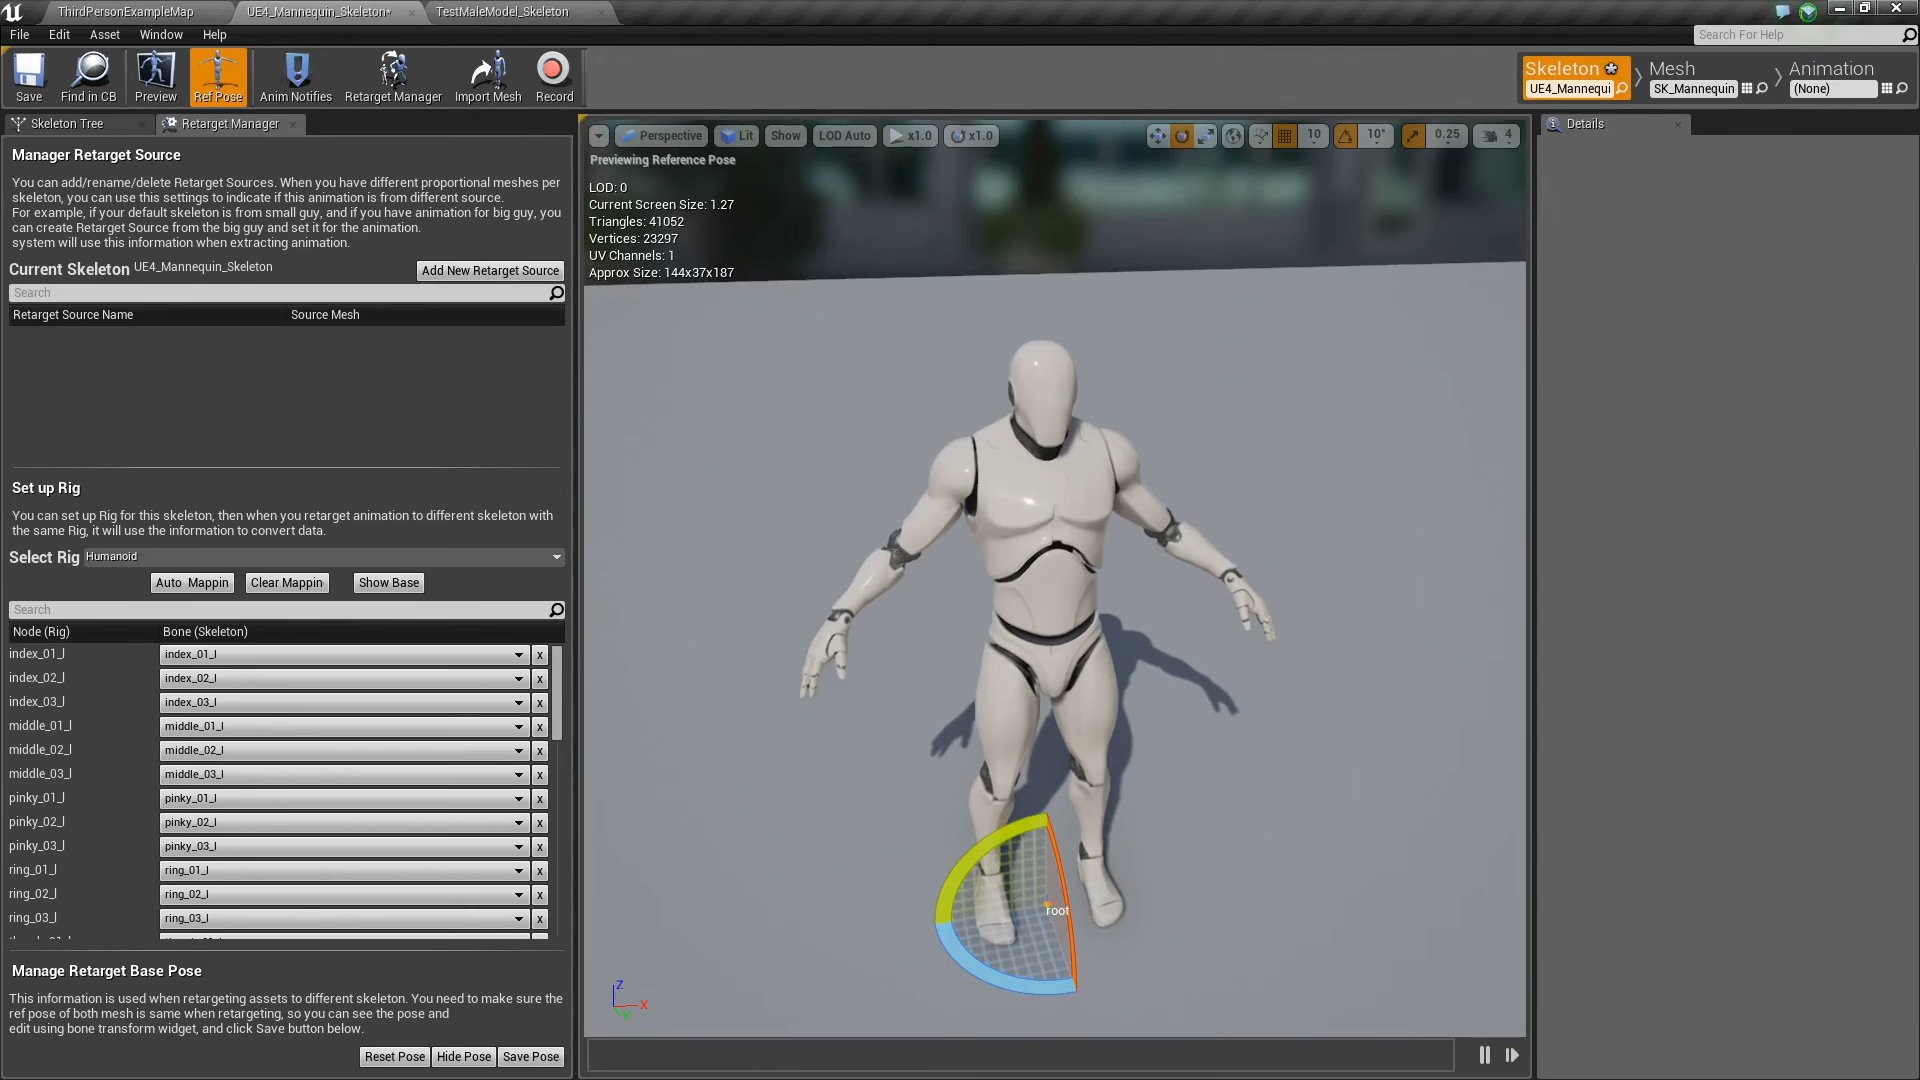 ThirdPersonExampleMap
UE4_Mannequin_Skeleton*
TestMaleModel_Skeleton
File Edit Asset Window Help
Search For Help
Save
Find in CB
Preview
Ref Pose
Anim Notifies
Retarget Manager
Import Mesh
Record
Skeleton
UE4_Mannequi
Mesh
SK_Mannequin
Animation
(None)
Skeleton Tree
Retarget Manager
Manager Retarget Source
You can add/rename/delete Retarget Sources. When you have different proportional meshes per
skeleton, you can use this settings to indicate if this animation is from different source.
For example, if your default skeleton is from small guy, and if you have animation for big guy, you
can create Retarget Source from the big guy and set it for the animation.
system will use this information when extracting animation.
Current Skeleton UE4_Mannequin_Skeleton
Add New Retarget Source
Search
Retarget Source Name Source Mesh
Set up Rig
You can set up Rig for this skeleton, then when you retarget animation to different skeleton with
the same Rig, it will use the information to convert data.
Select Rig Humanoid
Auto Mappin Clear Mappin Show Base
Search
Node (Rig) Bone (Skeleton)
index_01_l index_01_l x
index_02_l index_02_l x
index_03_l index_03_l x
middle_01_l middle_01_l x
middle_02_l middle_02_l x
middle_03_l middle_03_l x
pinky_01_l pinky_01_l x
pinky_02_l pinky_02_l x
pinky_03_l pinky_03_l x
ring_01_l ring_01_l x
ring_02_l ring_02_l x
ring_03_l ring_03_l x
Manage Retarget Base Pose
This information is used when retargeting assets to different skeleton. You need to make sure the
ref pose of both mesh is same when retargeting, so you can see the pose and
edit using bone transform widget, and click Save button below.
Reset Pose Hide Pose Save Pose
Perspective Lit Show LOD Auto x1.0 x1.0
10 10° 0.25 4
Previewing Reference Pose
LOD: 0
Current Screen Size: 1.27
Triangles: 41052
Vertices: 23297
UV Channels: 1
Approx Size: 144x37x187
root
Z
X
Y
Details